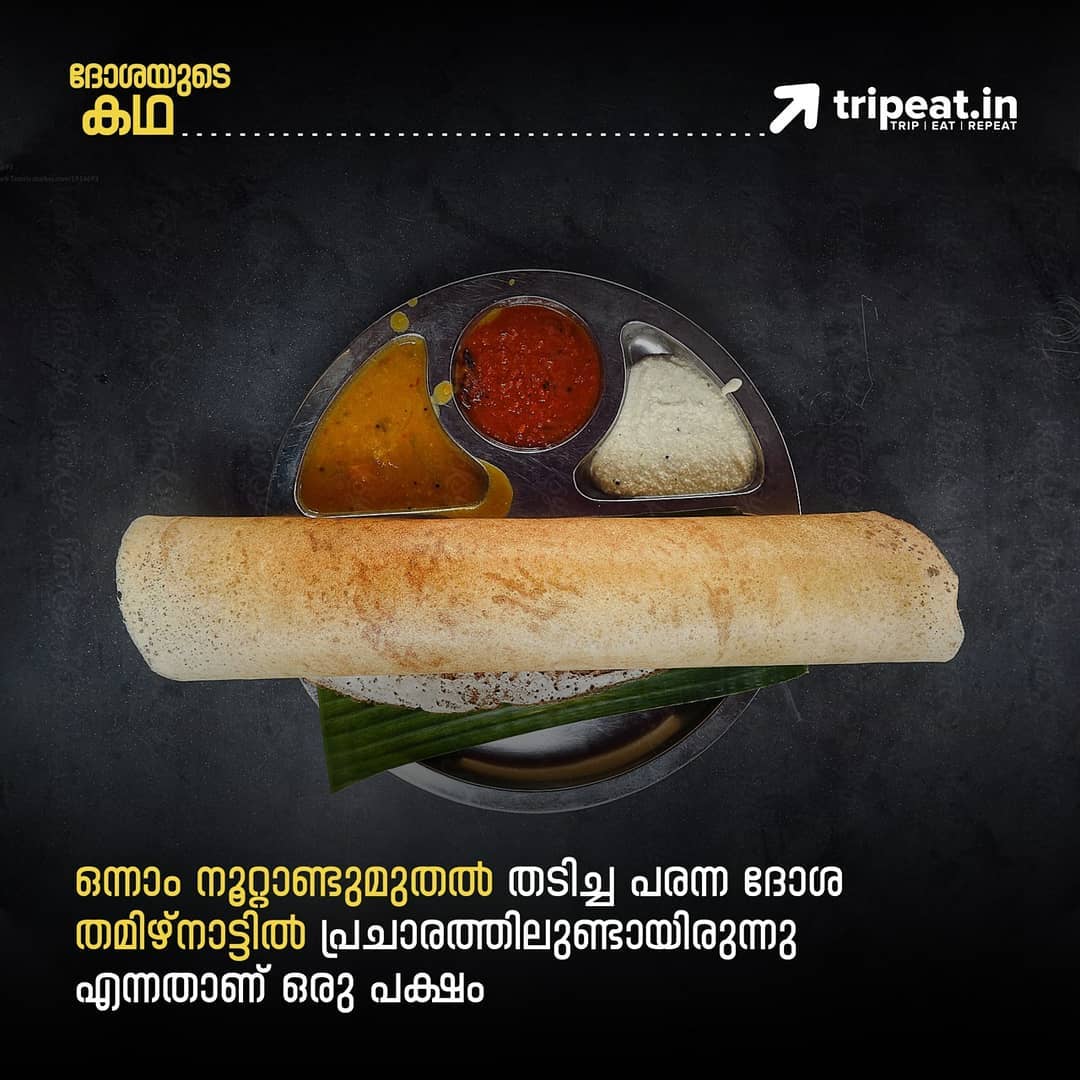 ദോശയുടെ
കഥ
tripeat.in
TRIP | EAT | REPEAT
ഒന്നാം നൂറ്റാണ്ടുമുതൽ തടിച്ച പരന്ന ദോശ
തമിഴ്നാട്ടിൽ പ്രചാരത്തിലുണ്ടായിരുന്നു
എന്നതാണ് ഒരു പക്ഷം